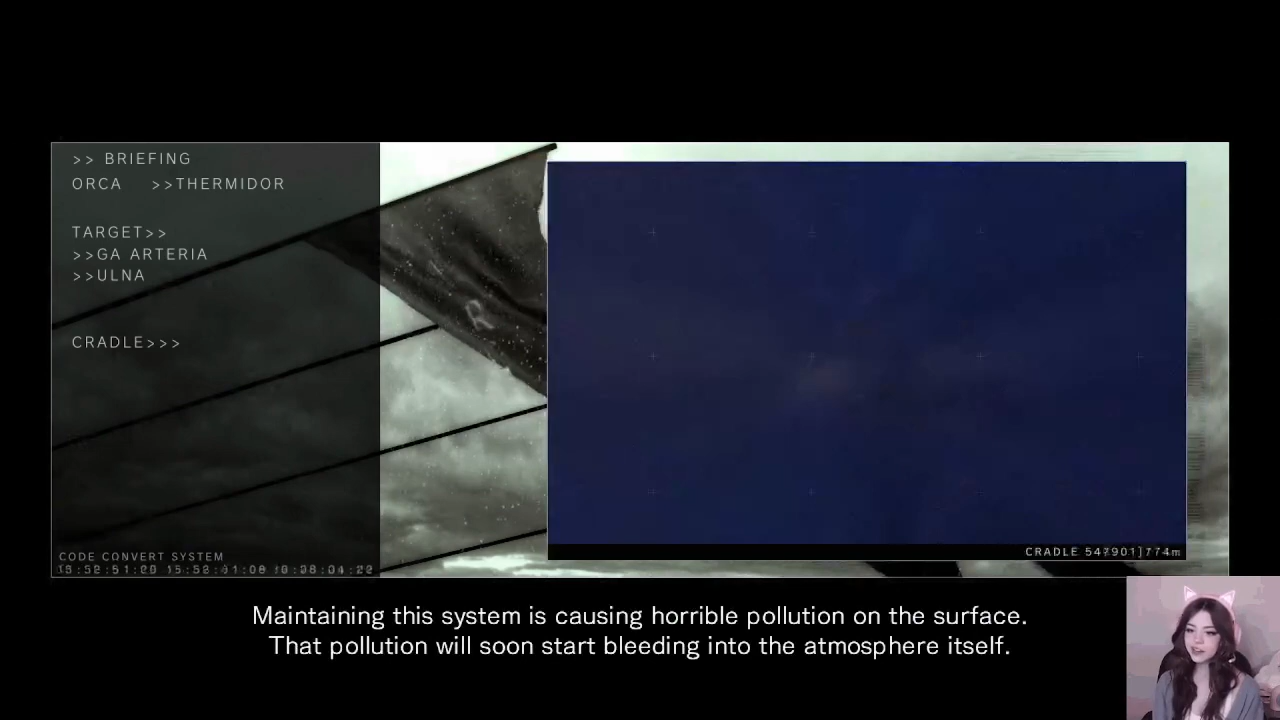 >> BRIEFING
ORCA >>THERMIDOR
TARGET>>
>>GA ARTERIA
>>ULNA
CRADLE>>>
CODE CONVERT SYSTEM
CRADLE
Maintaining this system is causing horrible pollution on the surface.
That pollution will soon start bleeding into the atmosphere itself.